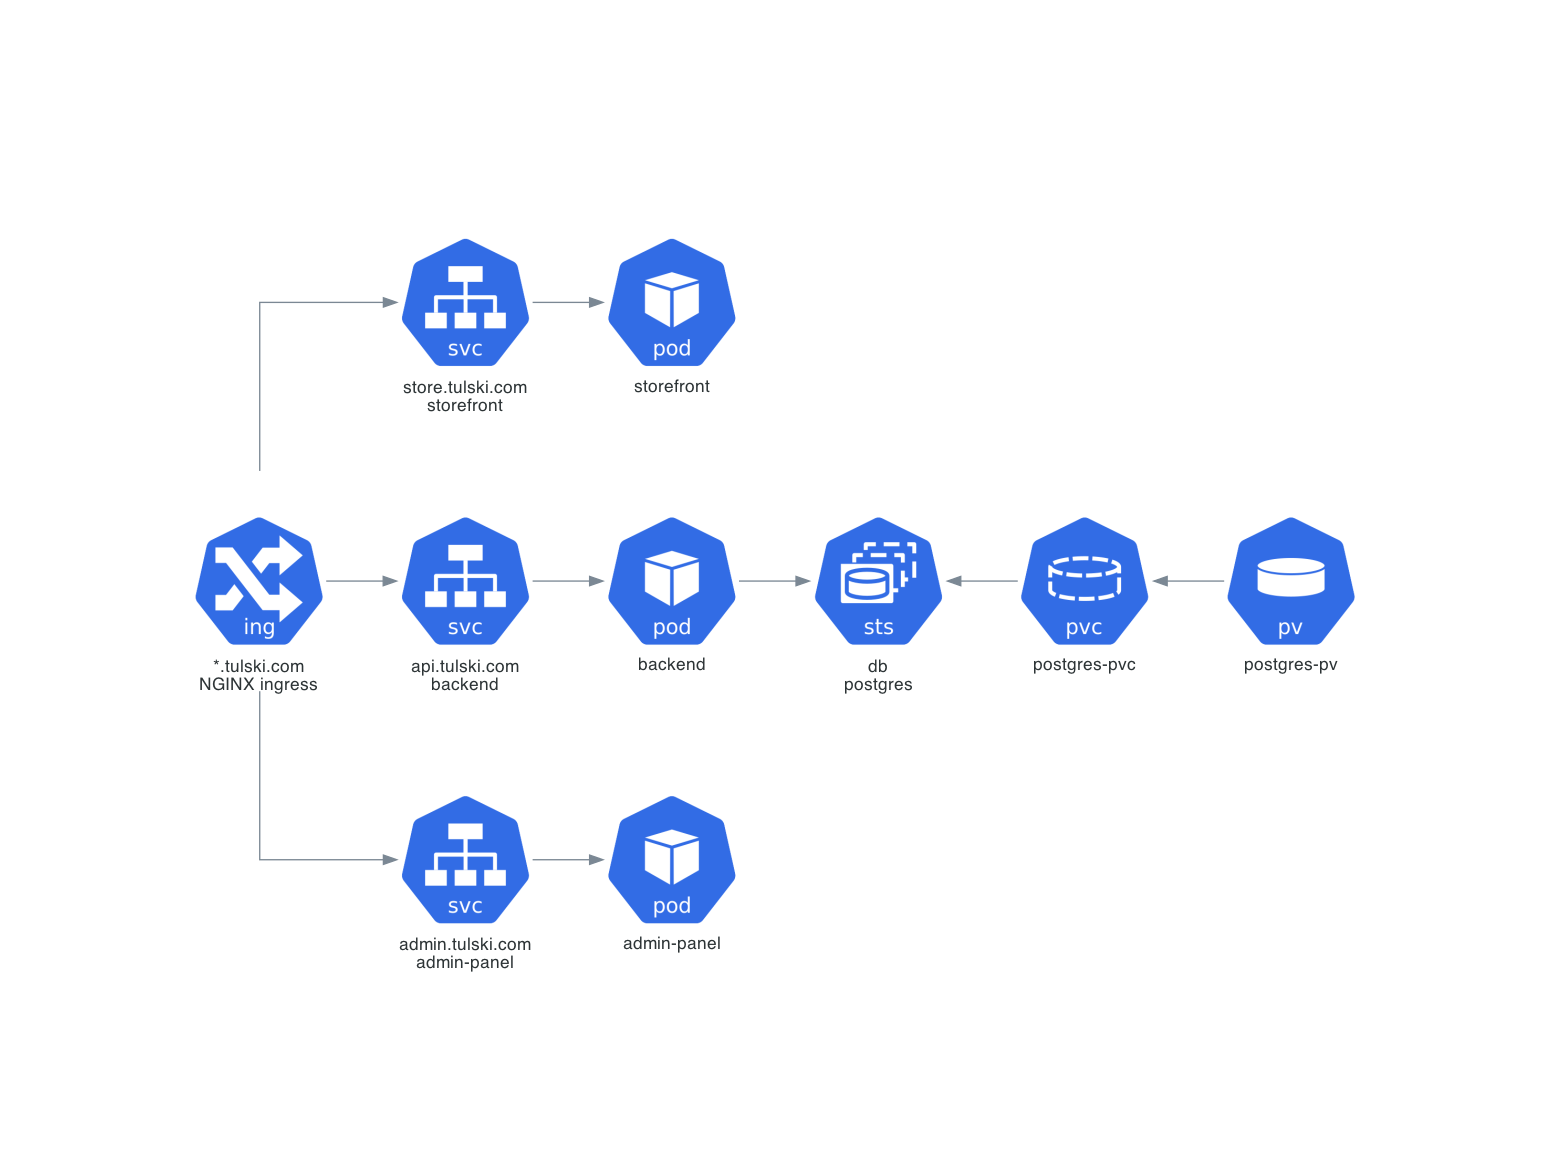 svc
store.tulski.com
storefront
pod
storefront
ing
*.tulski.com
NGINX ingress
svc
api.tulski.com
backend
pod
backend
sts
db
postgres
pvc
postgres-pvc
pv
postgres-pv
svc
admin.tulski.com
admin-panel
pod
admin-panel